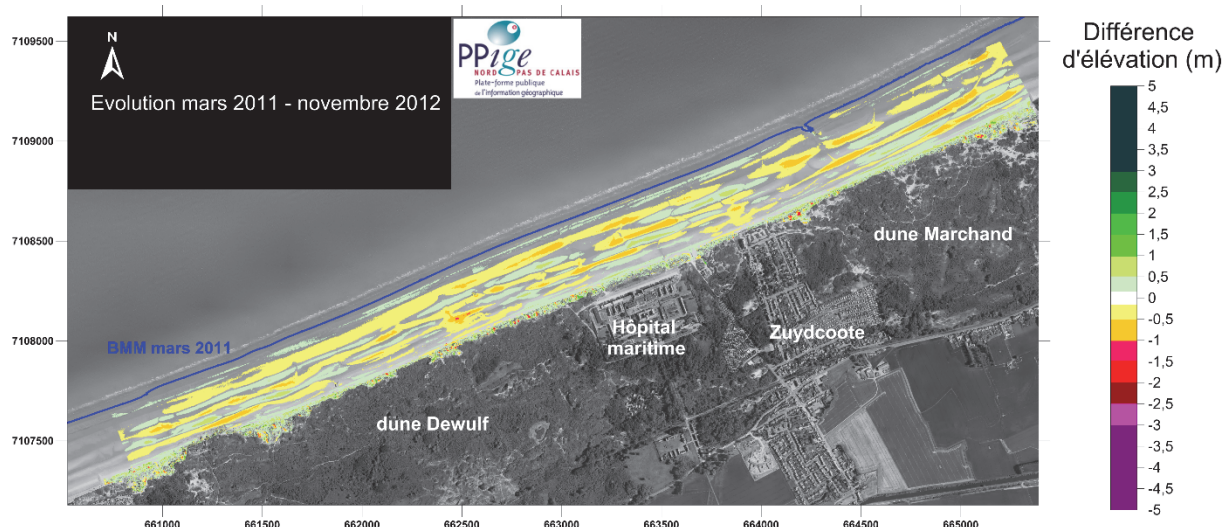 7109500
7109000
7108500
7108000
7107500
N
Evolution mars 2011 - novembre 2012
PPige
NORD PAS DE CALAIS
Plate-forme publique
de l'information géographique
BMM mars 2011
dune Dewulf
Hôpital
maritime
Zuydcoote
dune Marchand
661000 661500 662000 662500 663000 663500 664000 664500 665000
Différence
d'élévation (m)
5
4,5
4
3,5
3
2,5
2
1,5
1
0,5
0
-0,5
-1
-1,5
-2
-2,5
-3
-3,5
-4
-4,5
-5